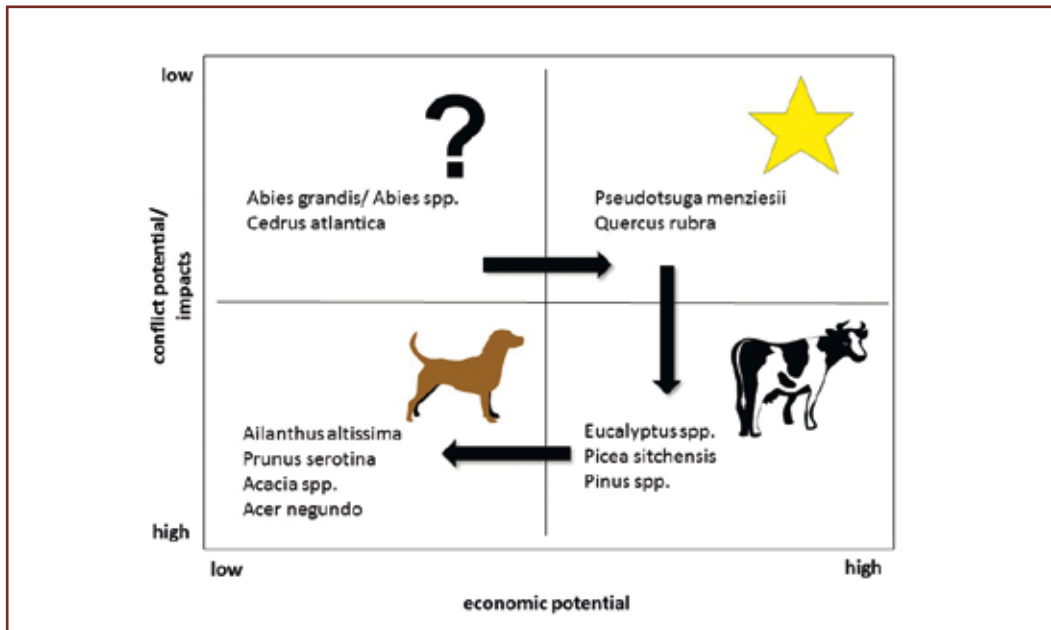 low
?
Abies grandis/ Abies spp.
Cedrus atlantica
Pseudotsuga menziesii
Quercus rubra
conflict potential/
impacts
Ailanthus altissima
Prunus serotina
Acacia spp.
Acer negundo
Eucalyptus spp.
Picea sitchensis
Pinus spp.
high
low
high
economic potential